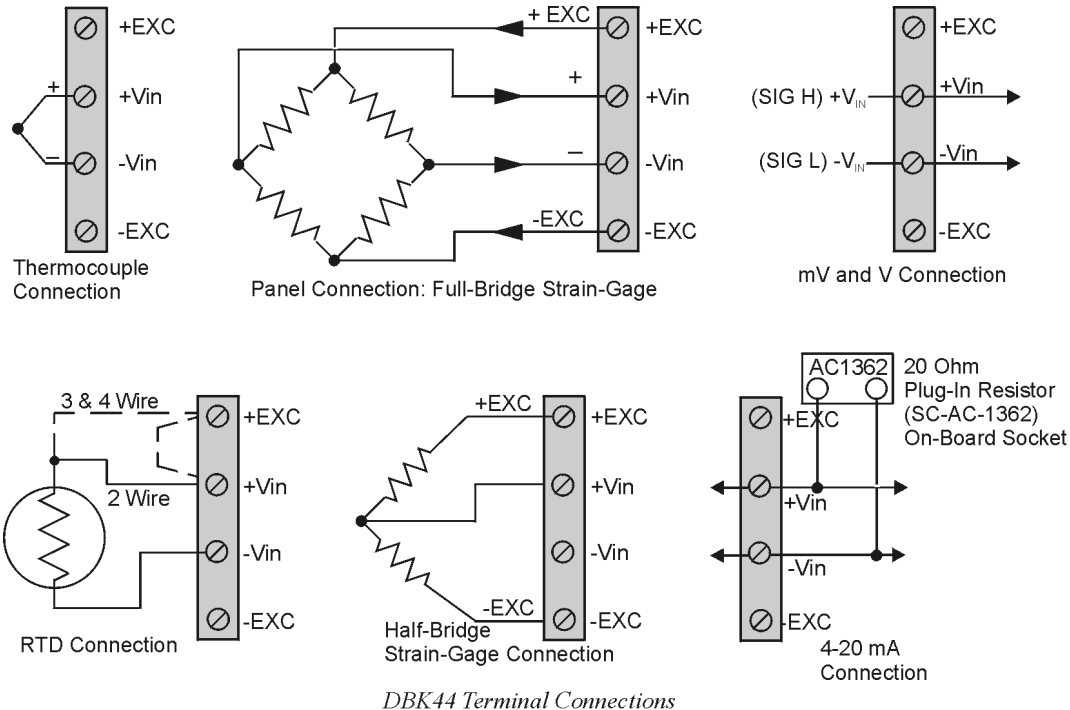 +EXC
+
+Vin
−
-Vin
-EXC
Thermocouple
Connection
+ EXC
+EXC
+
+Vin
−
-Vin
-EXC
-EXC
Panel Connection: Full-Bridge Strain-Gage
+EXC
(SIG H) +VIN
+Vin
(SIG L) -VIN
-Vin
-EXC
mV and V Connection
3 & 4 Wire
+EXC
2 Wire
+Vin
-Vin
-EXC
RTD Connection
+EXC
+EXC
+Vin
-Vin
-EXC
-EXC
Half-Bridge
Strain-Gage Connection
AC1362
20 Ohm
Plug-In Resistor
(SC-AC-1362)
On-Board Socket
+EXC
+Vin
-Vin
-EXC
4-20 mA
Connection
DBK44 Terminal Connections